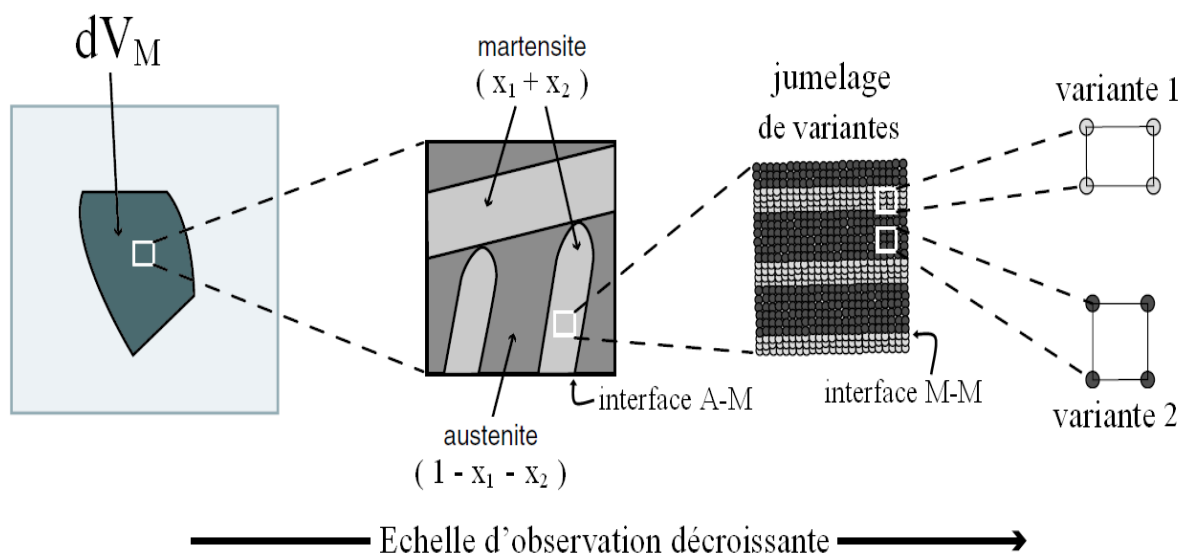 dV_M
martensite
( x₁ + x₂ )
jumelage
de variantes
variante 1
interface A-M
interface M-M
variante 2
austenite
( 1 - x₁ - x₂ )
Echelle d'observation décroissante